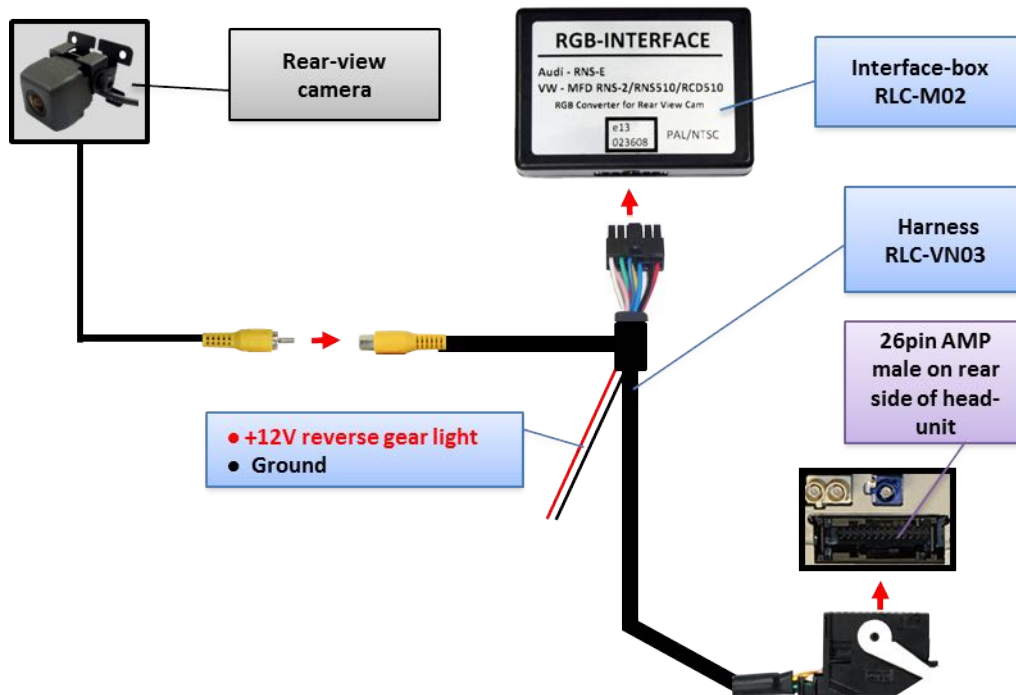 Rear-view
camera
RGB-INTERFACE
Audi - RNS-E
VW - MFD RNS-2/RNS510/RCD510
RGB Converter for Rear View Cam
e13
023608
PAL/NTSC
Interface-box
RLC-M02
Harness
RLC-VN03
26pin AMP
male on rear
side of head-
unit
● +12V reverse gear light
● Ground